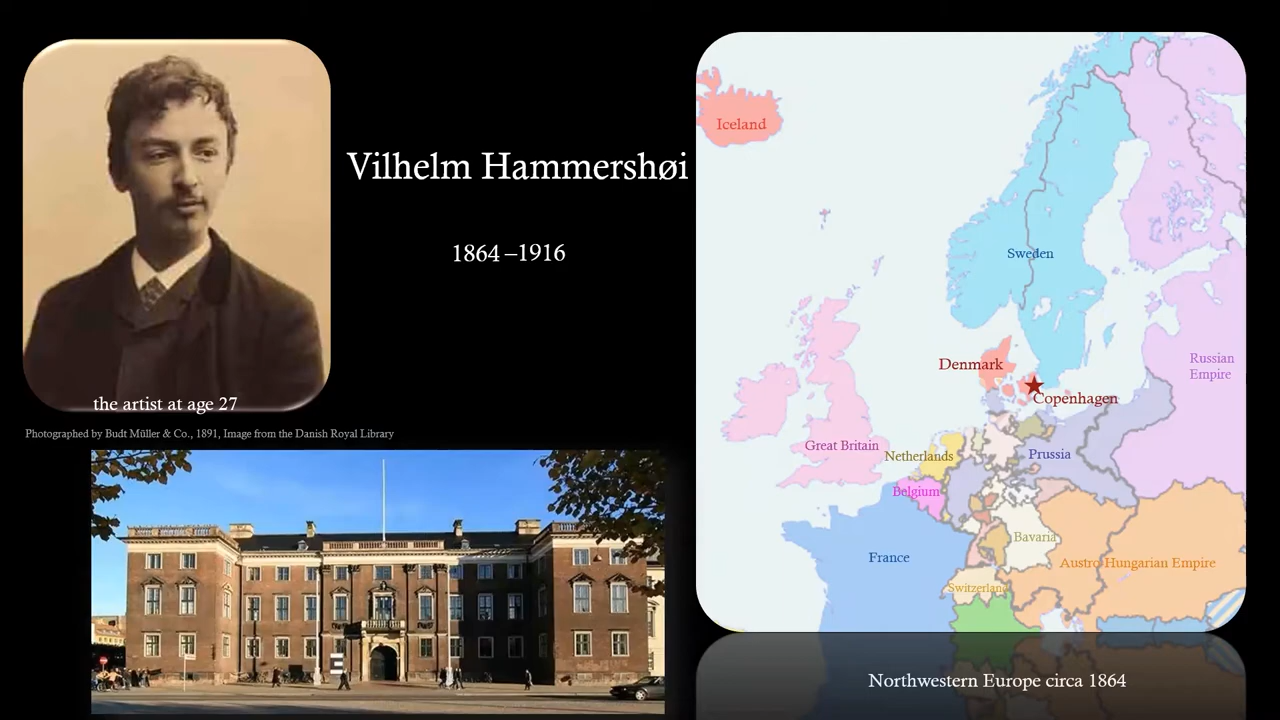 Vilhelm Hammershøi
1864 –1916
the artist at age 27
Photographed by Budt Müller & Co., 1891, Image from the Danish Royal Library
Iceland
Sweden
Denmark
Copenhagen
Russian
Empire
Great Britain
Netherlands
Prussia
Belgium
Bavaria
France
Austro Hungarian Empire
Switzerland
Northwestern Europe circa 1864